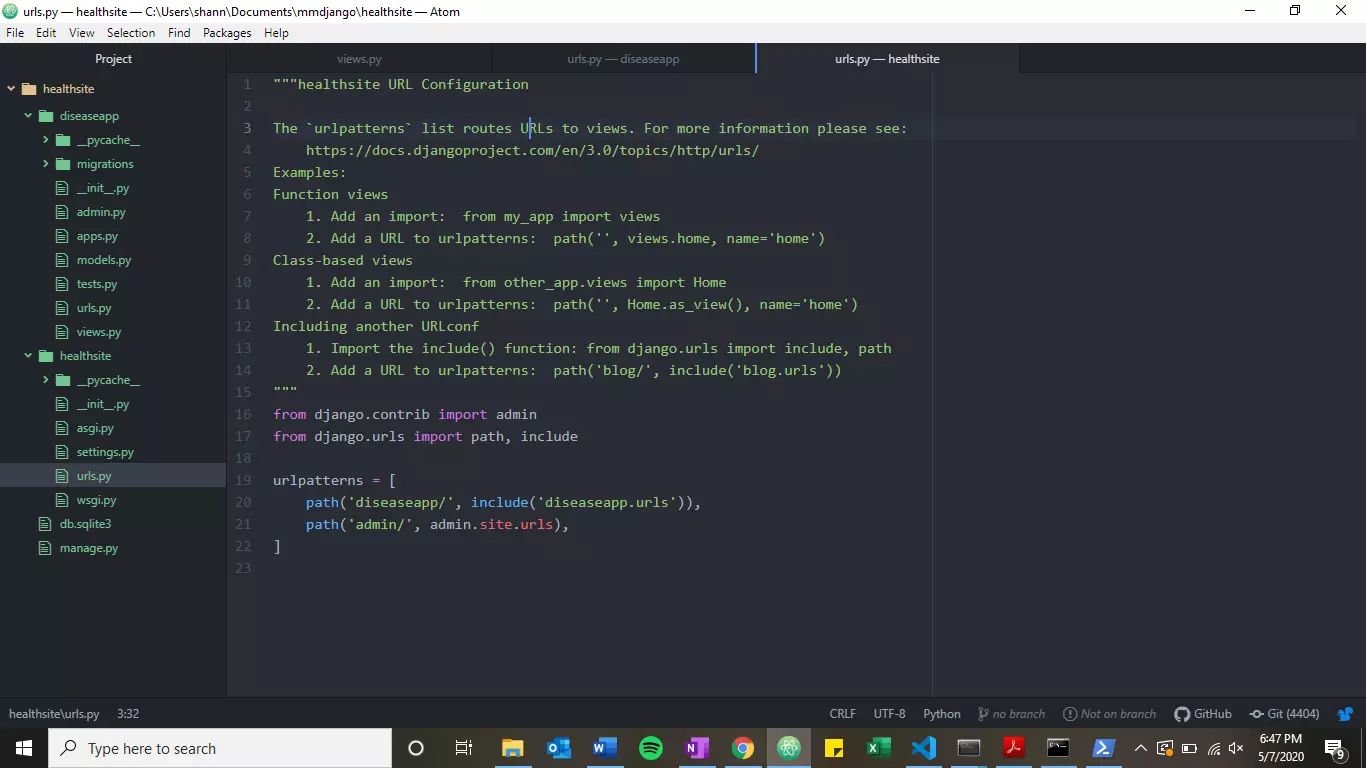 urls.py — healthsite — C:\Users\shann\Documents\mmdjango\healthsite — Atom
File Edit View Selection Find Packages Help
Project
healthsite
diseaseapp
__pycache__
migrations
__init__.py
admin.py
apps.py
models.py
tests.py
urls.py
views.py
healthsite
__pycache__
__init__.py
asgi.py
settings.py
urls.py
wsgi.py
db.sqlite3
manage.py
views.py
urls.py — diseaseapp
urls.py — healthsite
1 """healthsite URL Configuration
2
3 The `urlpatterns` list routes URLs to views. For more information please see:
4     https://docs.djangoproject.com/en/3.0/topics/http/urls/
5 Examples:
6 Function views
7     1. Add an import:  from my_app import views
8     2. Add a URL to urlpatterns:  path('', views.home, name='home')
9 Class-based views
10     1. Add an import:  from other_app.views import Home
11     2. Add a URL to urlpatterns:  path('', Home.as_view(), name='home')
12 Including another URLconf
13     1. Import the include() function: from django.urls import include, path
14     2. Add a URL to urlpatterns:  path('blog/', include('blog.urls'))
15 """
16 from django.contrib import admin
17 from django.urls import path, include
18
19 urlpatterns = [
20     path('diseaseapp/', include('diseaseapp.urls')),
21     path('admin/', admin.site.urls),
22 ]
23
healthsite\urls.py 3:32
CRLF UTF-8 Python no branch Not on branch GitHub Git (4404)
Type here to search
6:47 PM
5/7/2020
9